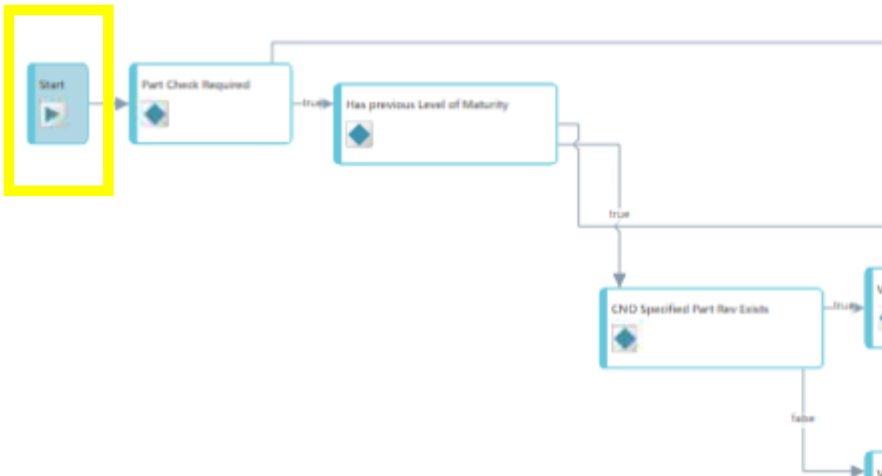 Start
Part Check Required
true
Has previous Level of Maturity
true
CNO Specified Part Rev Exists
true
false